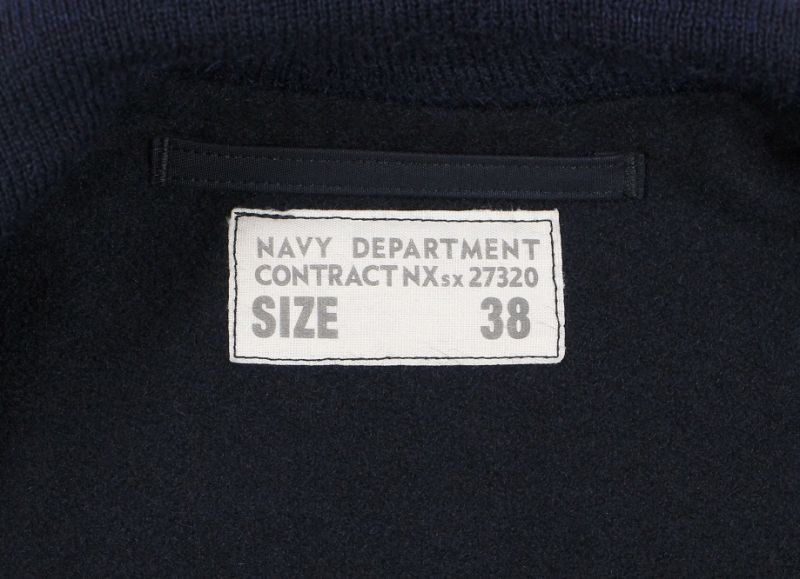 NAVY DEPARTMENT
CONTRACT NXsx 27320
SIZE 38